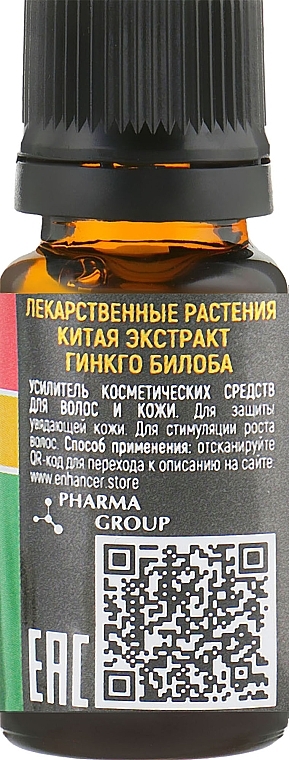 ЛЕКАРСТВЕННЫЕ РАСТЕНИЯ
КИТАЯ ЭКСТРАКТ
ГИНКГО БИЛОБА
УСИЛИТЕЛЬ КОСМЕТИЧЕСКИХ СРЕДСТВ
ДЛЯ ВОЛОС И КОЖИ. Для защиты
увядающей кожи. Для стимуляции роста
волос. Способ применения: отсканируйте
QR-код для перехода к описанию на сайте:
www.enhancer.store
PHARMA
GROUP
EAC